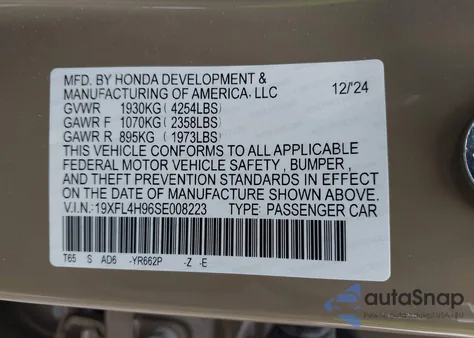 MFD. BY HONDA DEVELOPMENT &
MANUFACTURING OF AMERICA, LLC 12/'24
GVWR 1930KG (4254LBS)
GAWR F 1070KG (2358LBS)
GAWR R 895KG (1973LBS)
THIS VEHICLE CONFORMS TO ALL APPLICABLE
FEDERAL MOTOR VEHICLE SAFETY, BUMPER,
AND THEFT PREVENTION STANDARDS IN EFFECT
ON THE DATE OF MANUFACTURE SHOWN ABOVE.
V.I.N.: 19XFL4H96SE008223 TYPE: PASSENGER CAR
T65 S AD6 -YR662P -Z -E
autoSnap